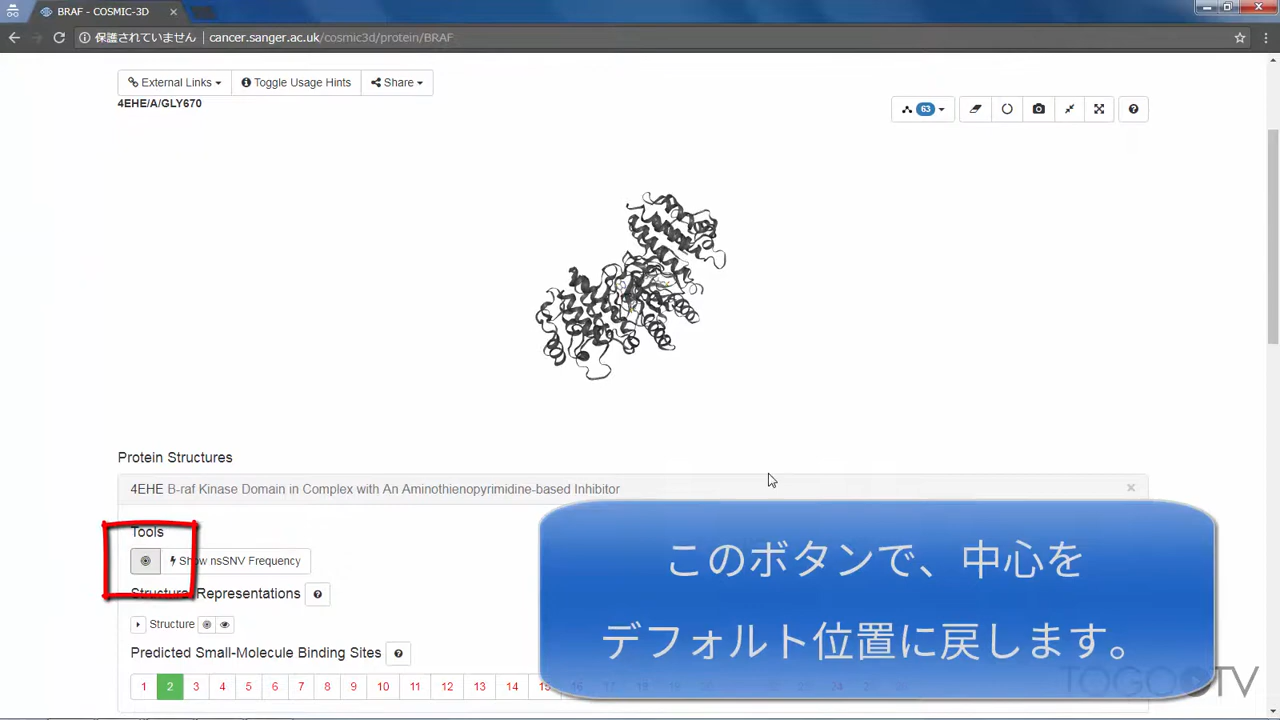 BRAF - COSMIC-3D
保護されていません
cancer.sanger.ac.uk/cosmic3d/protein/BRAF
External Links Toggle Usage Hints Share
4EHE/A/GLY670
63
Protein Structures
4EHE B-raf Kinase Domain in Complex with An Aminothienopyrimidine-based Inhibitor
Tools
Show nsSNV Frequency
Structure Representations
Structure
Predicted Small-Molecule Binding Sites
1 2 3 4 5 6 7 8 9 10 11 12 13 14 15
このボタンで、中心を
デフォルト位置に戻します。
TOGOTV